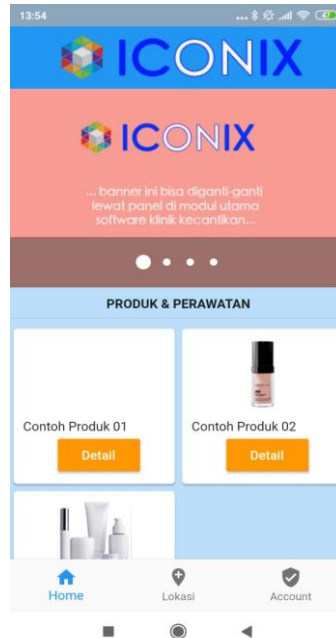 13:54
ICONIX
ICONIX
... banner ini bisa diganti-ganti
lewat panel di modul utama
software klinik kecantikan...
PRODUK & PERAWATAN
Contoh Produk 01
Contoh Produk 02
Detail
Detail
Home
Lokasi
Account